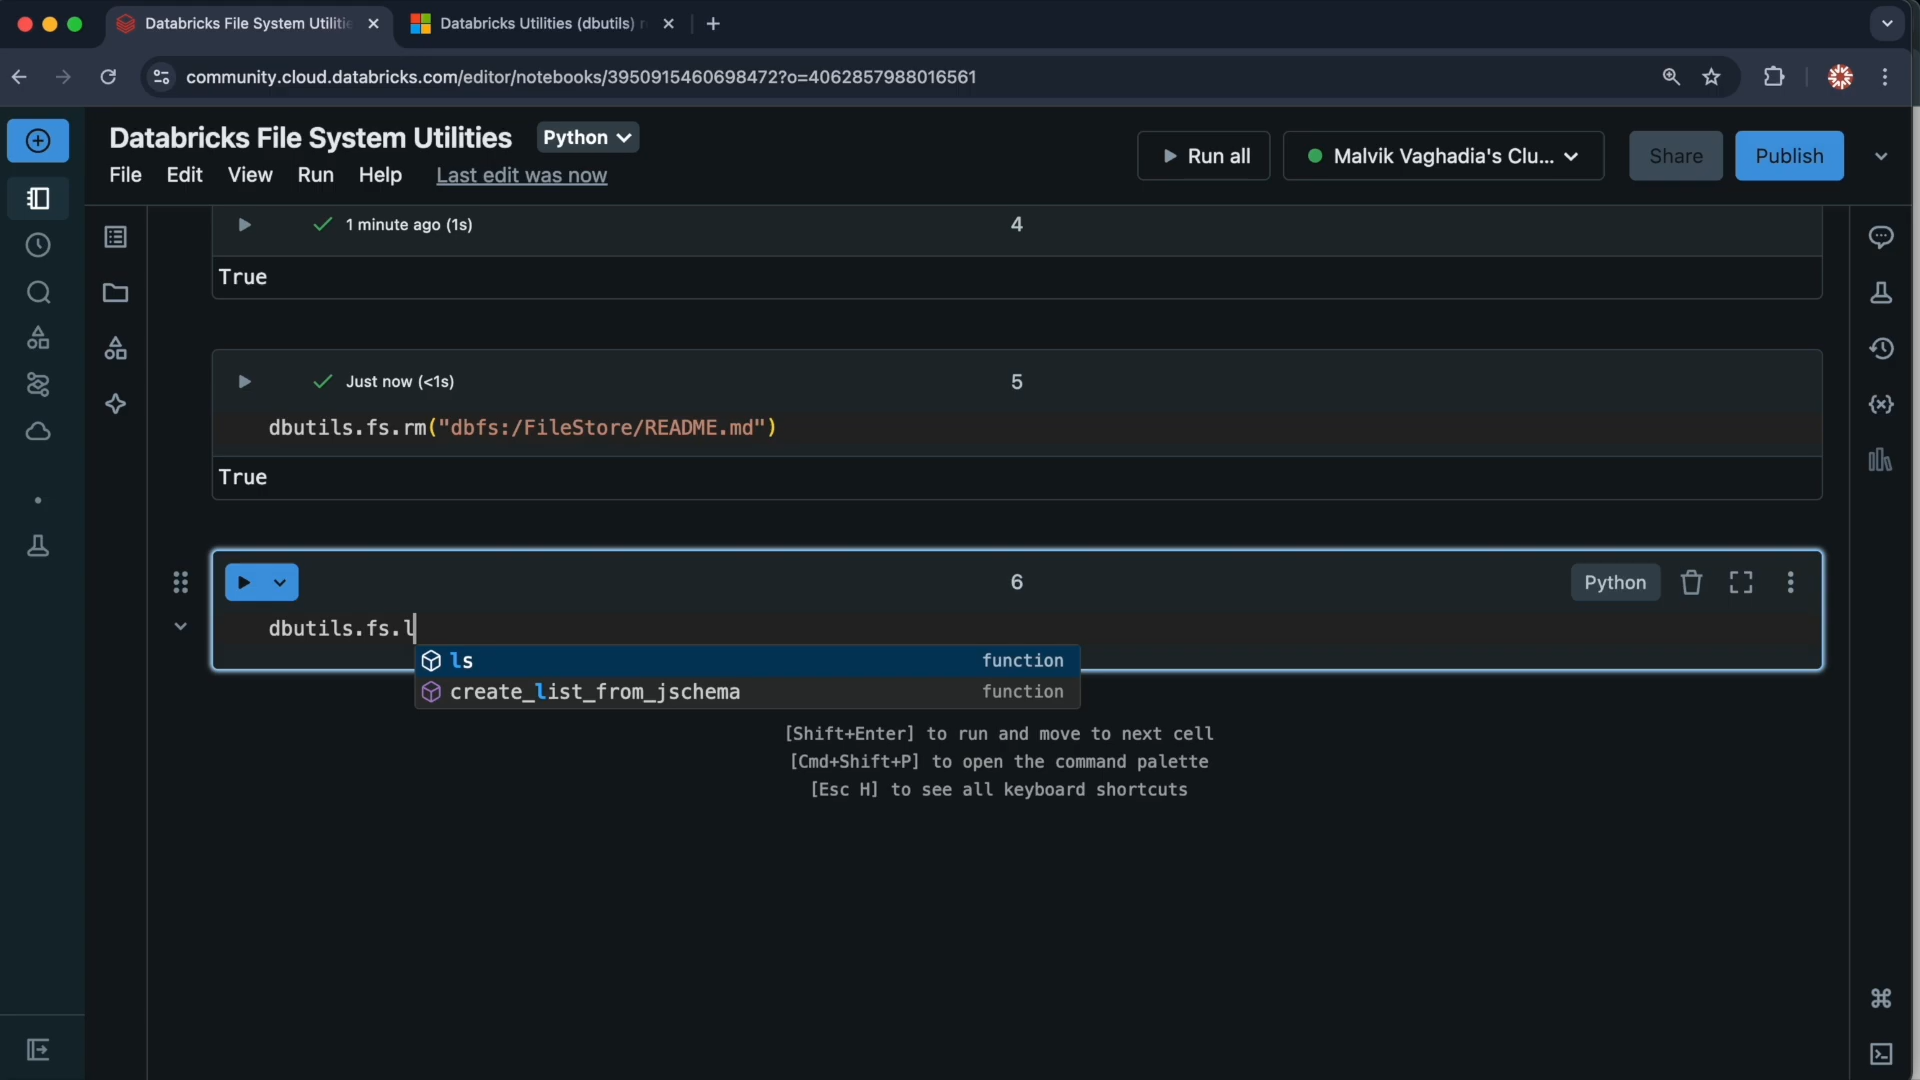 Databricks File System Utilitie
Databricks Utilities (dbutils) r
community.cloud.databricks.com/editor/notebooks/3950915460698472?o=4062857988016561
Databricks File System Utilities
Python
File Edit View Run Help Last edit was now
Run all
Malvik Vaghadia's Clu...
Share
Publish
1 minute ago (1s)
4
True
Just now (<1s)
5
dbutils.fs.rm("dbfs:/FileStore/README.md")
True
6
Python
dbutils.fs.l
ls function
create_list_from_jschema function
[Shift+Enter] to run and move to next cell
[Cmd+Shift+P] to open the command palette
[Esc H] to see all keyboard shortcuts